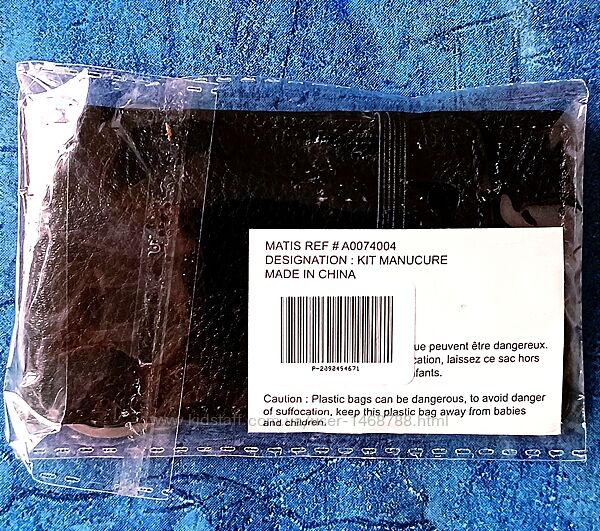 MATIS REF # A0074004
DESIGNATION : KIT MANUCURE
MADE IN CHINA
P-2092454671
ue peuvent être dangereux.
cation, laissez ce sac hors
nfants.
Caution : Plastic bags can be dangerous, to avoid danger
of suffocation, keep this plastic bag away from babies
and children.